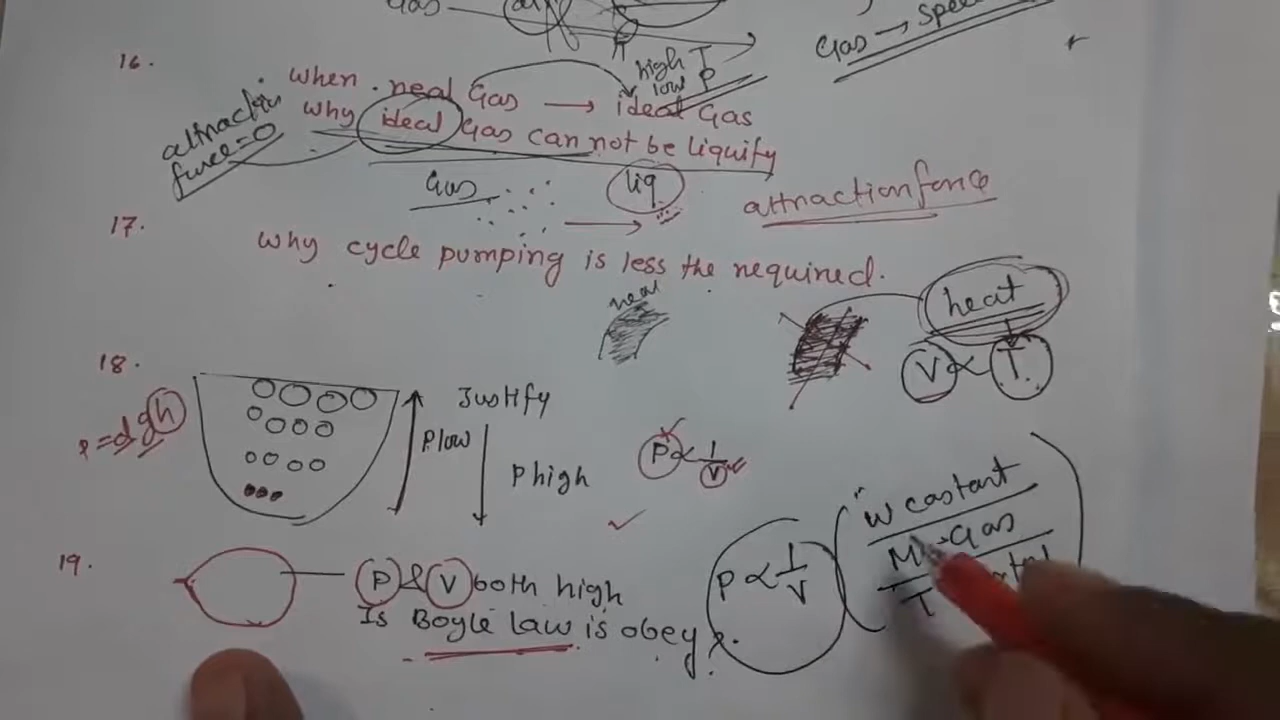 Gas
high T
low P
Gas → Spee
16.
when real Gas → ideal Gas
why ideal Gas can not be liquify
attraction
force=0
Gas
liq
attraction force
17.
why cycle pumping is less the required.
heat
V ∝ T
18.
P=dgh
Justify
P low
P high
P ∝ 1/V
19.
P & V both high
Is Boyle law is obey?
P ∝ 1/V
w constant
M → Gas
T